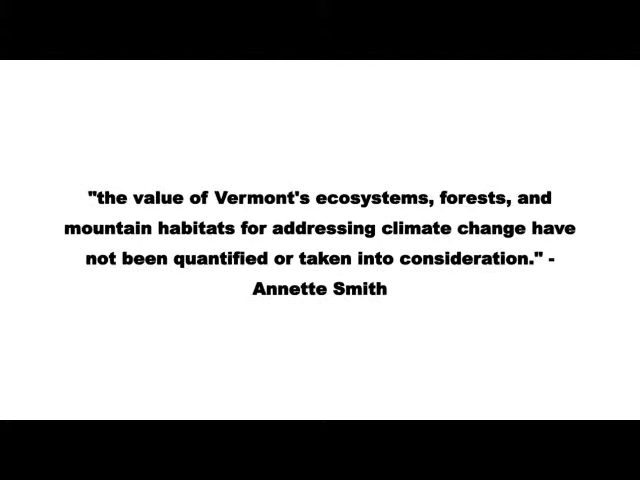 "the value of Vermont's ecosystems, forests, and
mountain habitats for addressing climate change have
not been quantified or taken into consideration." -
Annette Smith